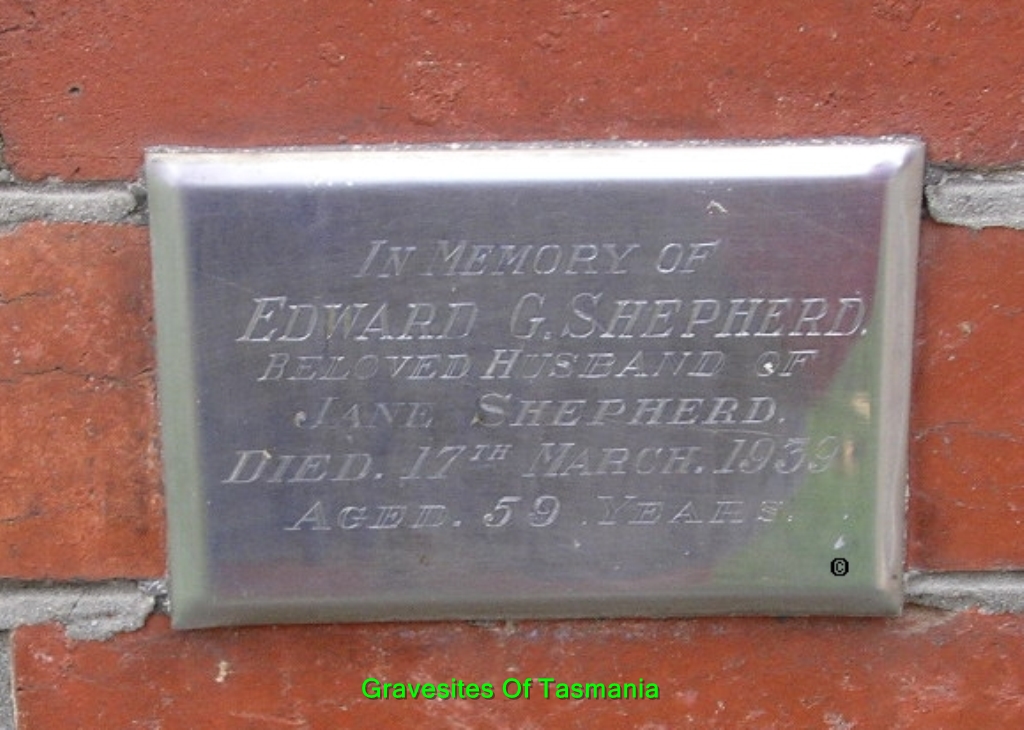 IN MEMORY OF
EDWARD G. SHEPHERD.
BELOVED HUSBAND OF
JANE SHEPHERD.
DIED. 17TH MARCH. 1939
AGED. 59 YEARS.
©
Gravesites Of Tasmania